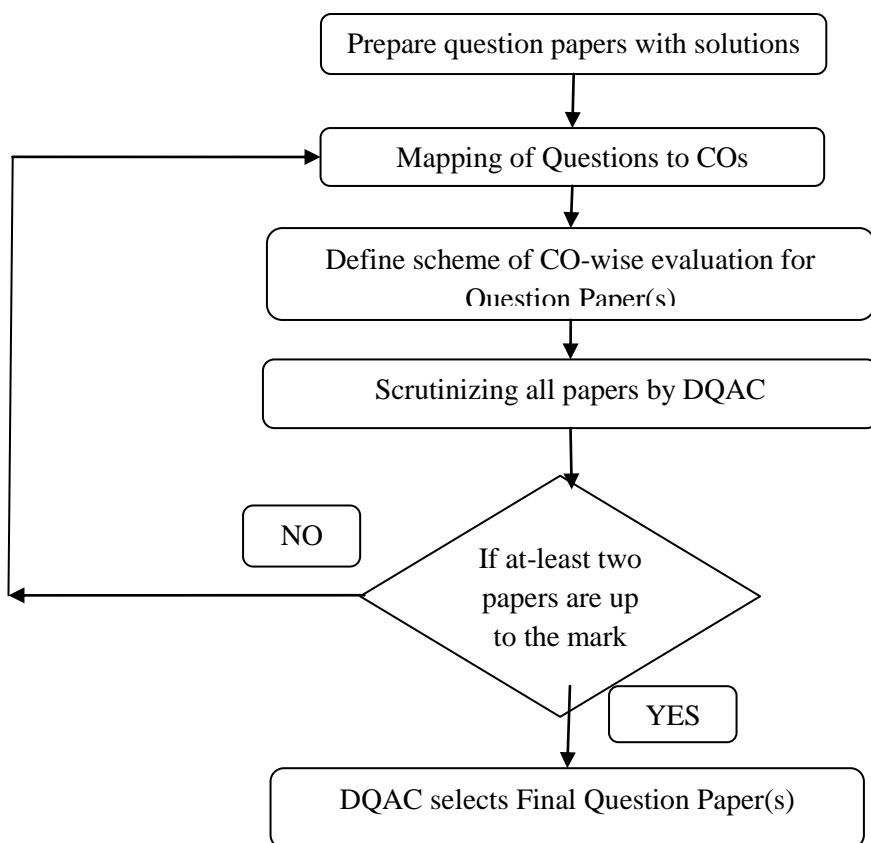 Prepare question papers with solutions
Mapping of Questions to COs
Define scheme of CO-wise evaluation for
Question Paper(s)
Scrutinizing all papers by DQAC
NO
If at-least two
papers are up
to the mark
YES
DQAC selects Final Question Paper(s)